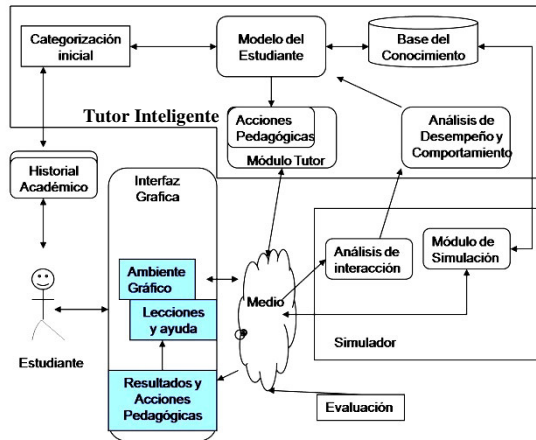 Categorización
inicial
Modelo del
Estudiante
Base del
Conocimiento
Tutor Inteligente
Acciones
Pedagógicas
Módulo Tutor
Análisis de
Desempeño y
Comportamiento
Historial
Académico
Interfaz
Grafica
Ambiente
Gráfico
Lecciones
y ayuda
Medio
Análisis de
interacción
Módulo de
Simulación
Estudiante
Resultados y
Acciones
Pedagógicas
Simulador
Evaluación